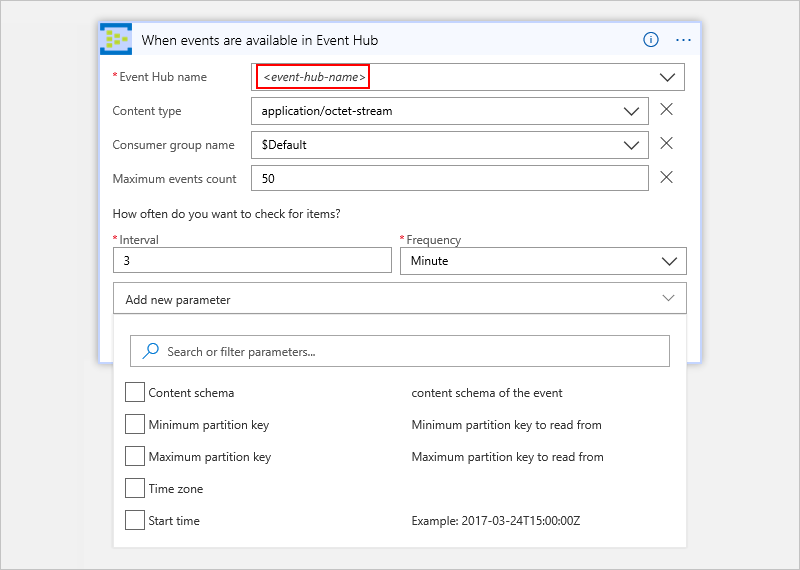 When events are available in Event Hub
*Event Hub name <event-hub-name>
Content type application/octet-stream
Consumer group name $Default
Maximum events count 50
How often do you want to check for items?
*Interval *Frequency
3 Minute
Add new parameter
Search or filter parameters...
Content schema content schema of the event
Minimum partition key Minimum partition key to read from
Maximum partition key Maximum partition key to read from
Time zone
Start time Example: 2017-03-24T15:00:00Z